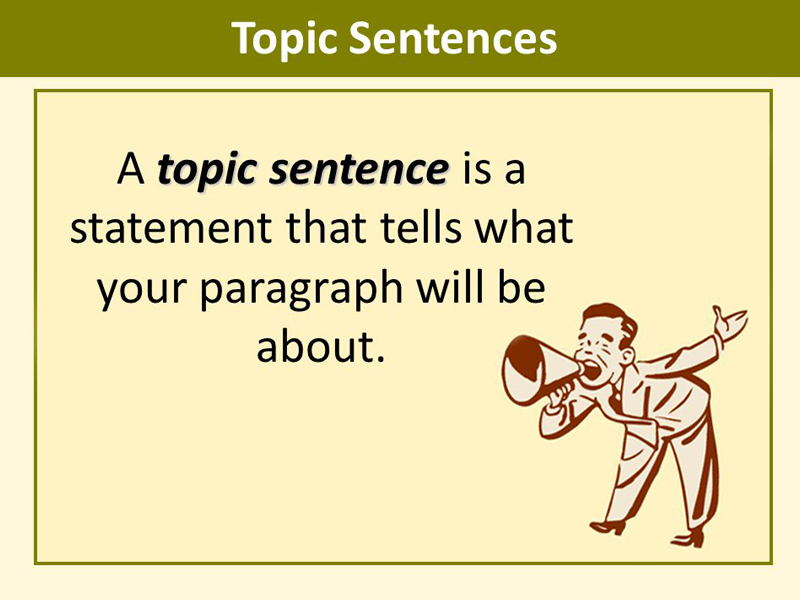 Topic Sentences
A topic sentence is a
statement that tells what
your paragraph will be
about.